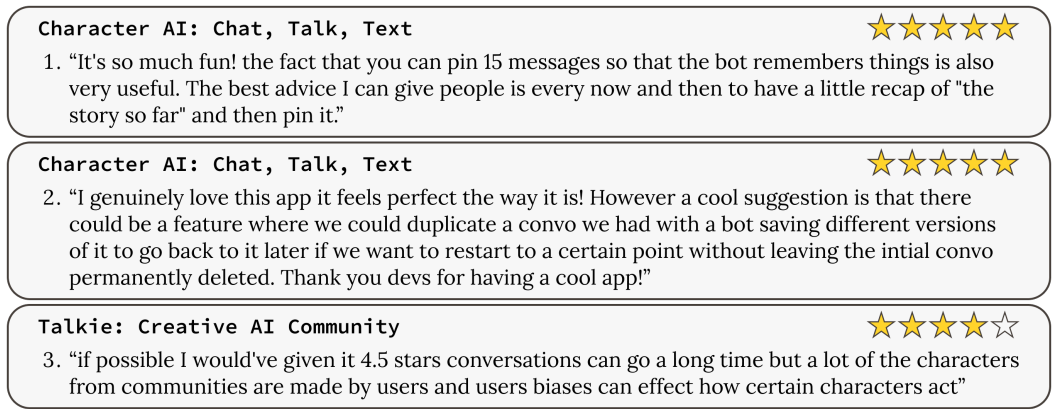 Character AI: Chat, Talk, Text
1. “It's so much fun! the fact that you can pin 15 messages so that the bot remembers things is also
very useful. The best advice I can give people is every now and then to have a little recap of "the
story so far" and then pin it.”
Character AI: Chat, Talk, Text
2. “I genuinely love this app it feels perfect the way it is! However a cool suggestion is that there
could be a feature where we could duplicate a convo we had with a bot saving different versions
of it to go back to it later if we want to restart to a certain point without leaving the intial convo
permanently deleted. Thank you devs for having a cool app!”
Talkie: Creative AI Community
3. “if possible I would've given it 4.5 stars conversations can go a long time but a lot of the characters
from communities are made by users and users biases can effect how certain characters act”